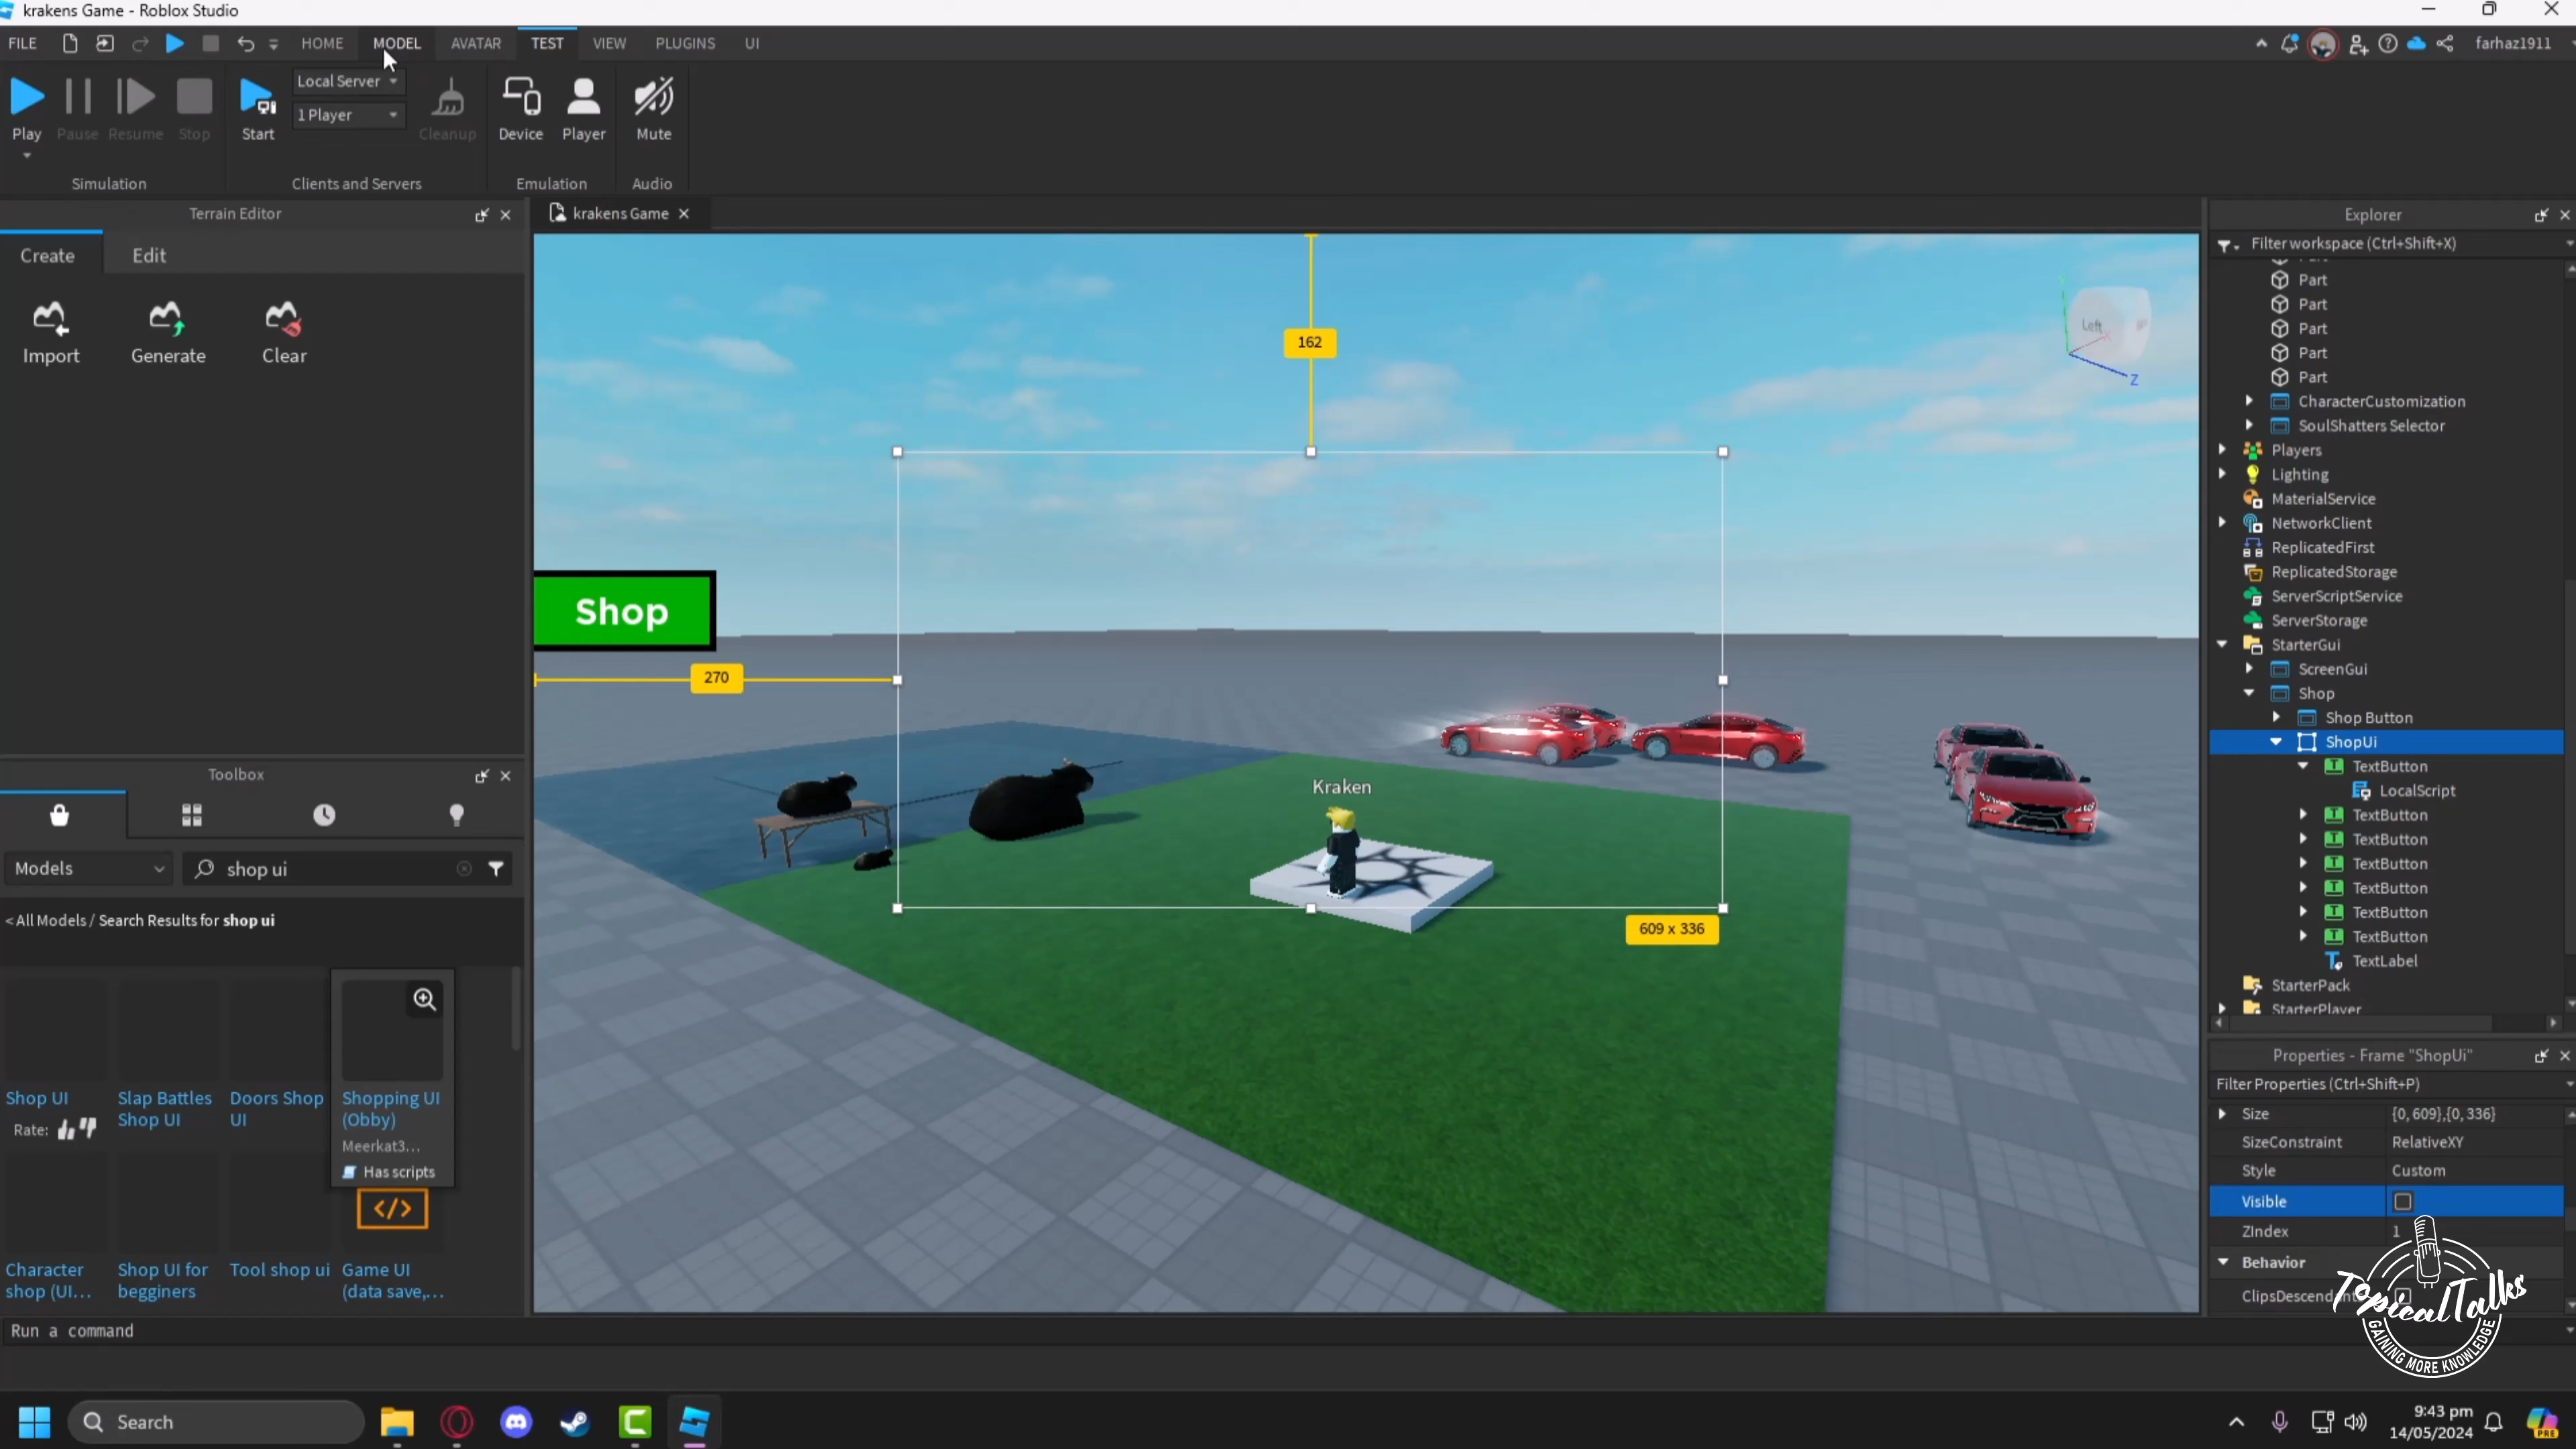 krakens Game - Roblox Studio
FILE HOME MODEL AVATAR TEST VIEW PLUGINS UI farhaz1911
Play Pause Resume Stop Start Local Server 1 Player Cleanup Device Player Mute
Simulation Clients and Servers Emulation Audio
Terrain Editor
Create Edit
Import Generate Clear
krakens Game
162
Left
Z
Shop
270
Kraken
609 x 336
Toolbox
Models shop ui
< All Models / Search Results for shop ui
Shop UI
Rate:
Slap Battles
Shop UI
Doors Shop
UI
Shopping UI
(Obby)
Meerkat3...
Has scripts
</>
Character
shop (UI...
Shop UI for
begginers
Tool shop ui
Game UI
(data save,...
Explorer
Filter workspace (Ctrl+Shift+X)
Part
Part
Part
Part
Part
CharacterCustomization
SoulShatters Selector
Players
Lighting
MaterialService
NetworkClient
ReplicatedFirst
ReplicatedStorage
ServerScriptService
ServerStorage
StarterGui
ScreenGui
Shop
Shop Button
ShopUi
TextButton
LocalScript
TextButton
TextButton
TextButton
TextButton
TextButton
TextButton
TextLabel
StarterPack
StarterPlayer
Properties - Frame "ShopUi"
Filter Properties (Ctrl+Shift+P)
Size {0, 609},{0, 336}
SizeConstraint RelativeXY
Style Custom
Visible
ZIndex 1
Behavior
ClipsDescendant
TopicalTalks
GAINING MORE KNOWLEDGE
Run a command
Search
9:43 pm
14/05/2024
PRE